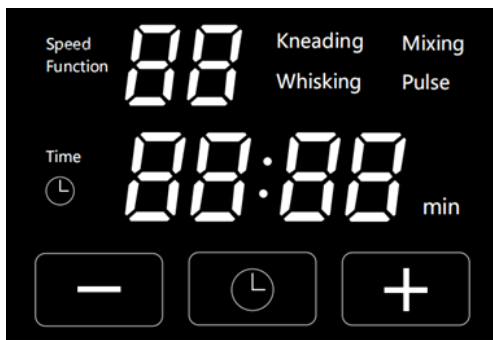 Speed
Function
88
Kneading Mixing
Whisking Pulse
Time
88:88 min
− +